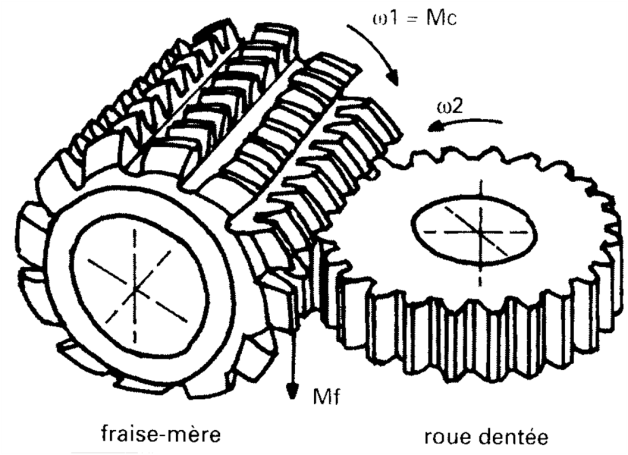 ω1 = Mc
ω2
Mf
fraise-mère
roue dentée